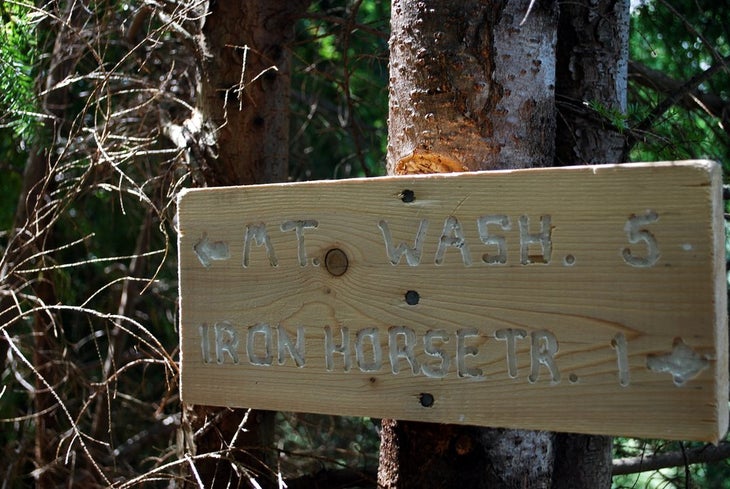 ← MT. WASH. 5
IRON HORSE TR. 1 →